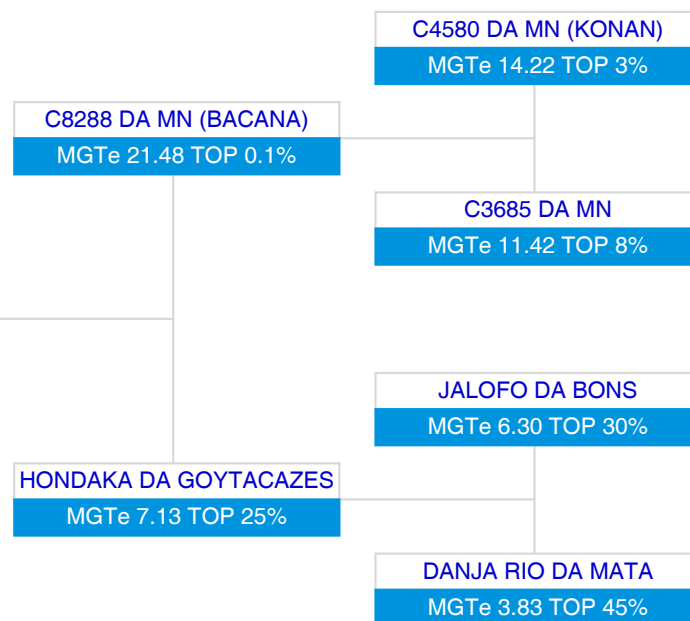 C4580 DA MN (KONAN)
MGTe 14.22 TOP 3%
C8288 DA MN (BACANA)
MGTe 21.48 TOP 0.1%
C3685 DA MN
MGTe 11.42 TOP 8%
JALOFO DA BONS
MGTe 6.30 TOP 30%
HONDAKA DA GOYTACAZES
MGTe 7.13 TOP 25%
DANJA RIO DA MATA
MGTe 3.83 TOP 45%